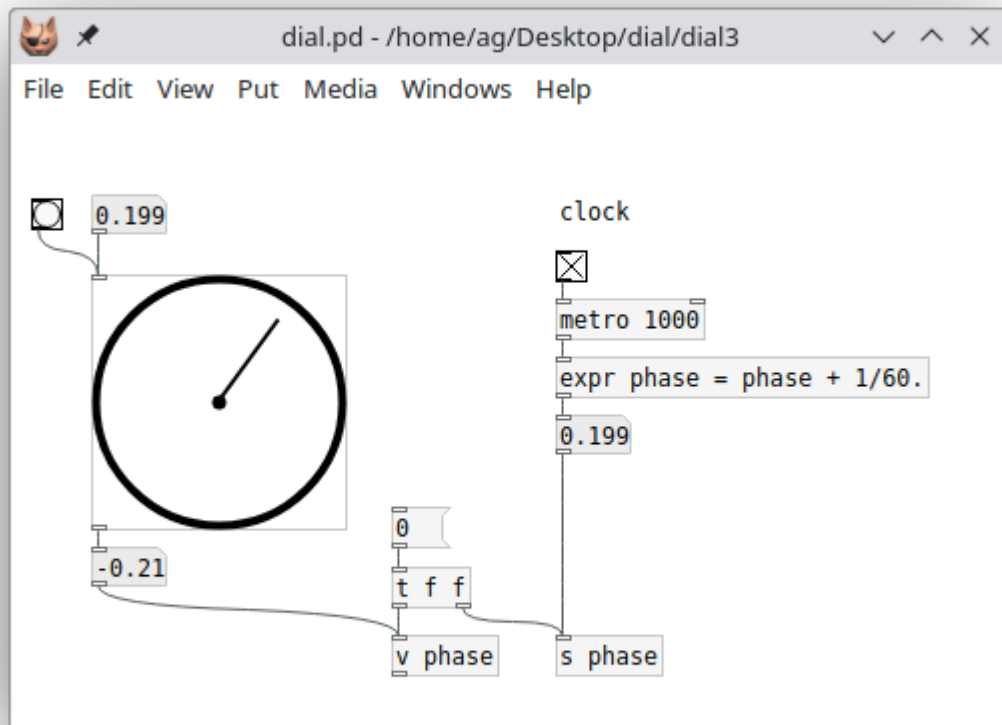 dial.pd - /home/ag/Desktop/dial/dial3
File Edit View Put Media Windows Help
0.199
clock
metro 1000
expr phase = phase + 1/60.
0.199
0
-0.21
t f f
v phase
s phase